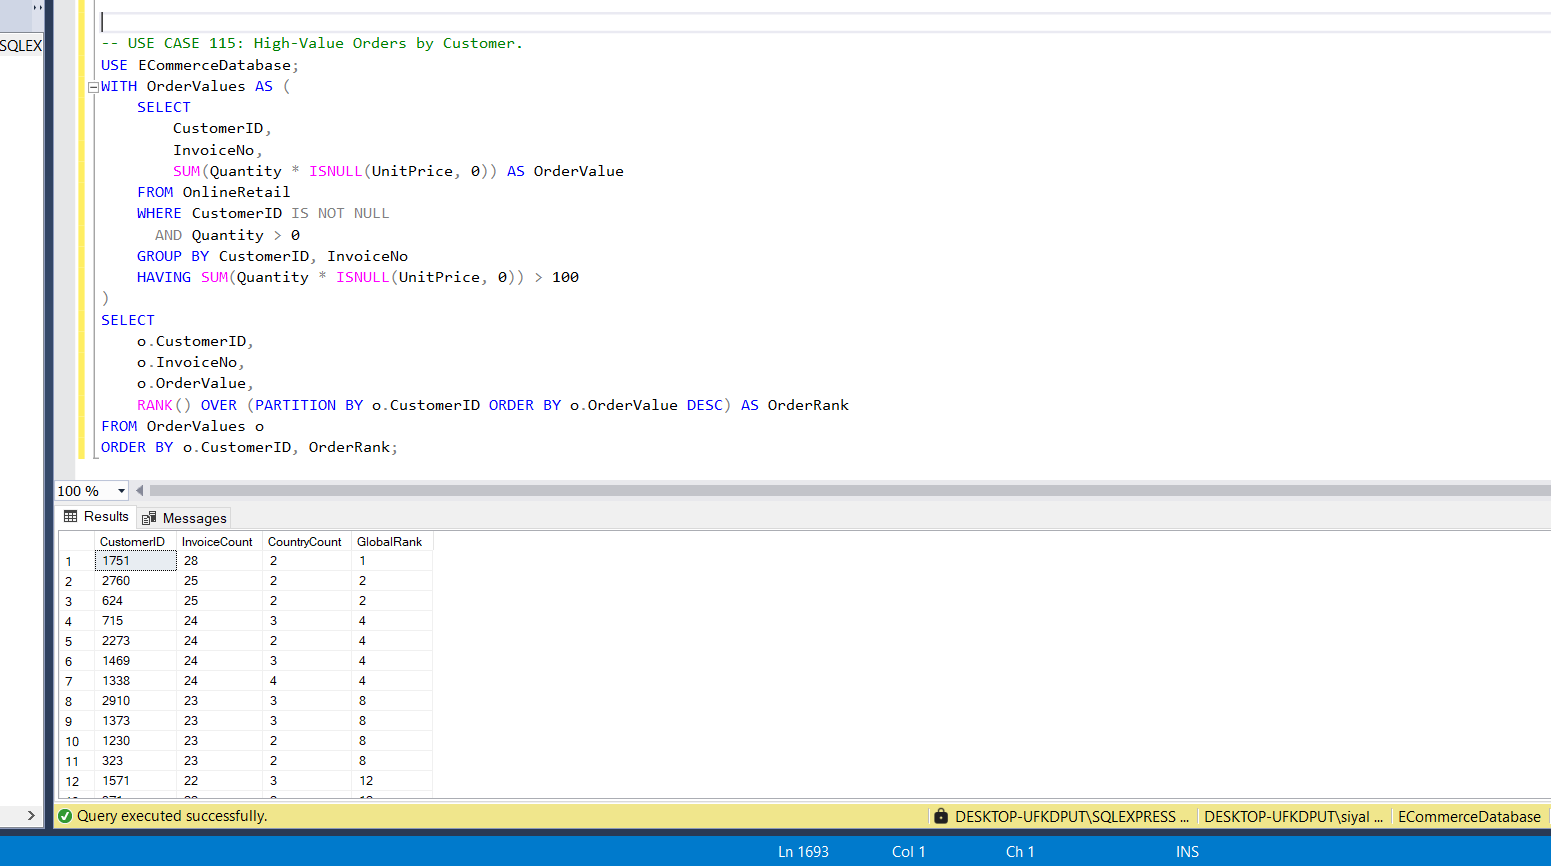 SQLEX
-- USE CASE 115: High-Value Orders by Customer.
USE ECommerceDatabase;
WITH OrderValues AS (
SELECT
CustomerID,
InvoiceNo,
SUM(Quantity * ISNULL(UnitPrice, 0)) AS OrderValue
FROM OnlineRetail
WHERE CustomerID IS NOT NULL
AND Quantity > 0
GROUP BY CustomerID, InvoiceNo
HAVING SUM(Quantity * ISNULL(UnitPrice, 0)) > 100
)
SELECT
o.CustomerID,
o.InvoiceNo,
o.OrderValue,
RANK() OVER (PARTITION BY o.CustomerID ORDER BY o.OrderValue DESC) AS OrderRank
FROM OrderValues o
ORDER BY o.CustomerID, OrderRank;
100 %
Results Messages
CustomerID InvoiceCount CountryCount GlobalRank
1 1751 28 2 1
2 2760 25 2 2
3 624 25 2 2
4 715 24 3 4
5 2273 24 2 4
6 1469 24 3 4
7 1338 24 4 4
8 2910 23 3 8
9 1373 23 3 8
10 1230 23 2 8
11 323 23 2 8
12 1571 22 3 12
Query executed successfully. DESKTOP-UFKDPUT\SQLEXPRESS ... DESKTOP-UFKDPUT\siyal ... ECommerceDatabase
Ln 1693 Col 1 Ch 1 INS